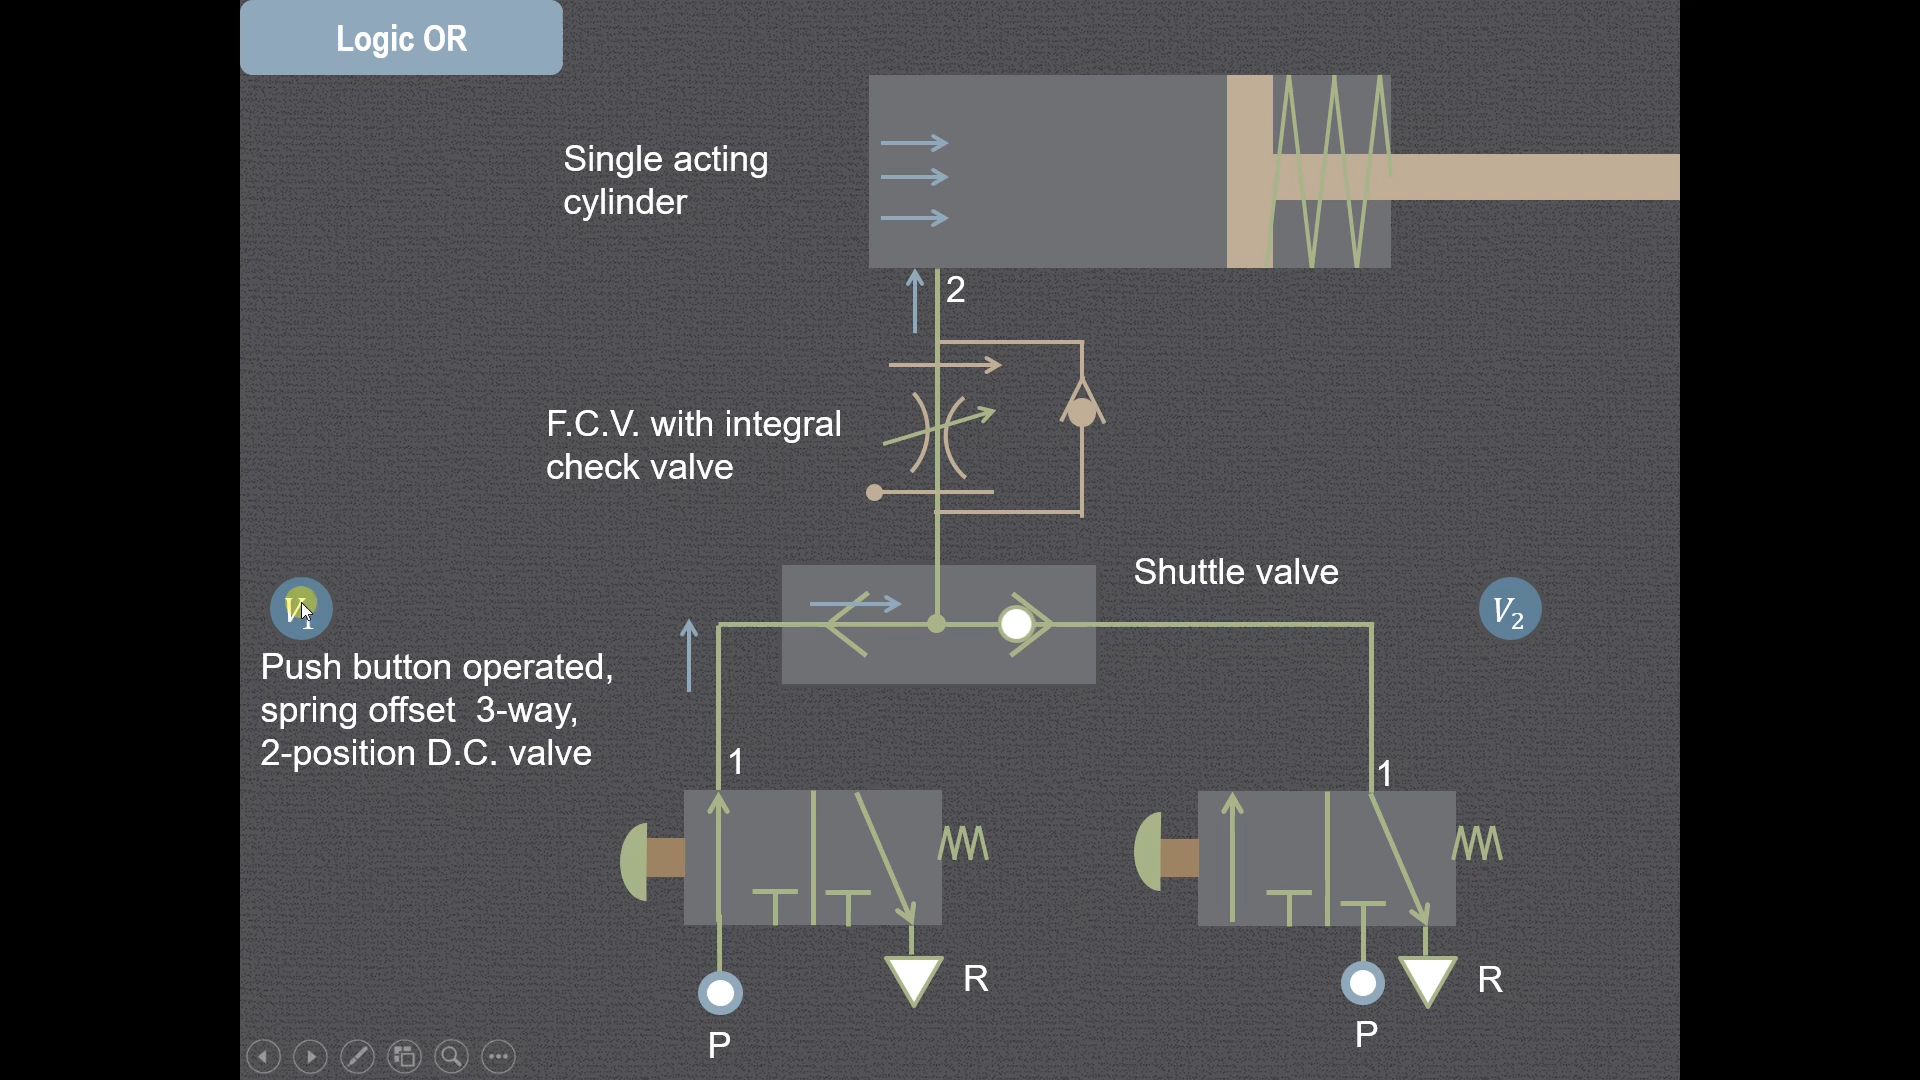 Logic OR
Single acting
cylinder
2
F.C.V. with integral
check valve
Shuttle valve
V₁
V₂
Push button operated,
spring offset  3-way,
2-position D.C. valve
1
1
R
R
P
P